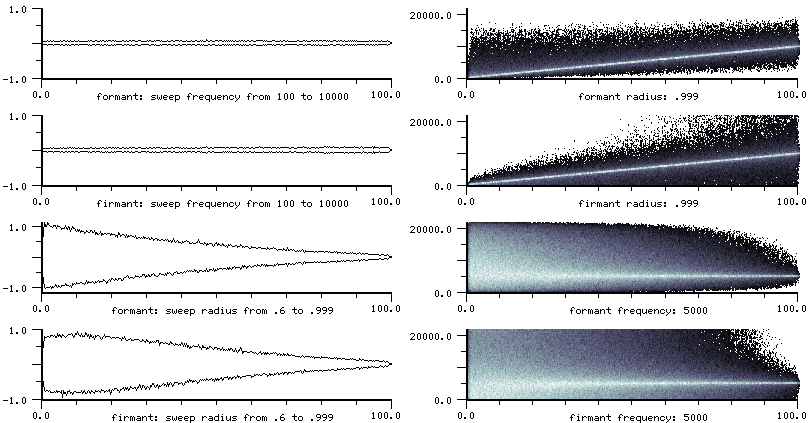 1.0
-1.0
0.0 formant: sweep frequency from 100 to 10000 100.0
20000.0
0.0
0.0 formant radius: .999 100.0
1.0
-1.0
0.0 firmant: sweep frequency from 100 to 10000 100.0
20000.0
0.0
0.0 firmant radius: .999 100.0
1.0
-1.0
0.0 formant: sweep radius from .6 to .999 100.0
20000.0
0.0
0.0 formant frequency: 5000 100.0
1.0
-1.0
0.0 firmant: sweep radius from .6 to .999 100.0
20000.0
0.0
0.0 firmant frequency: 5000 100.0